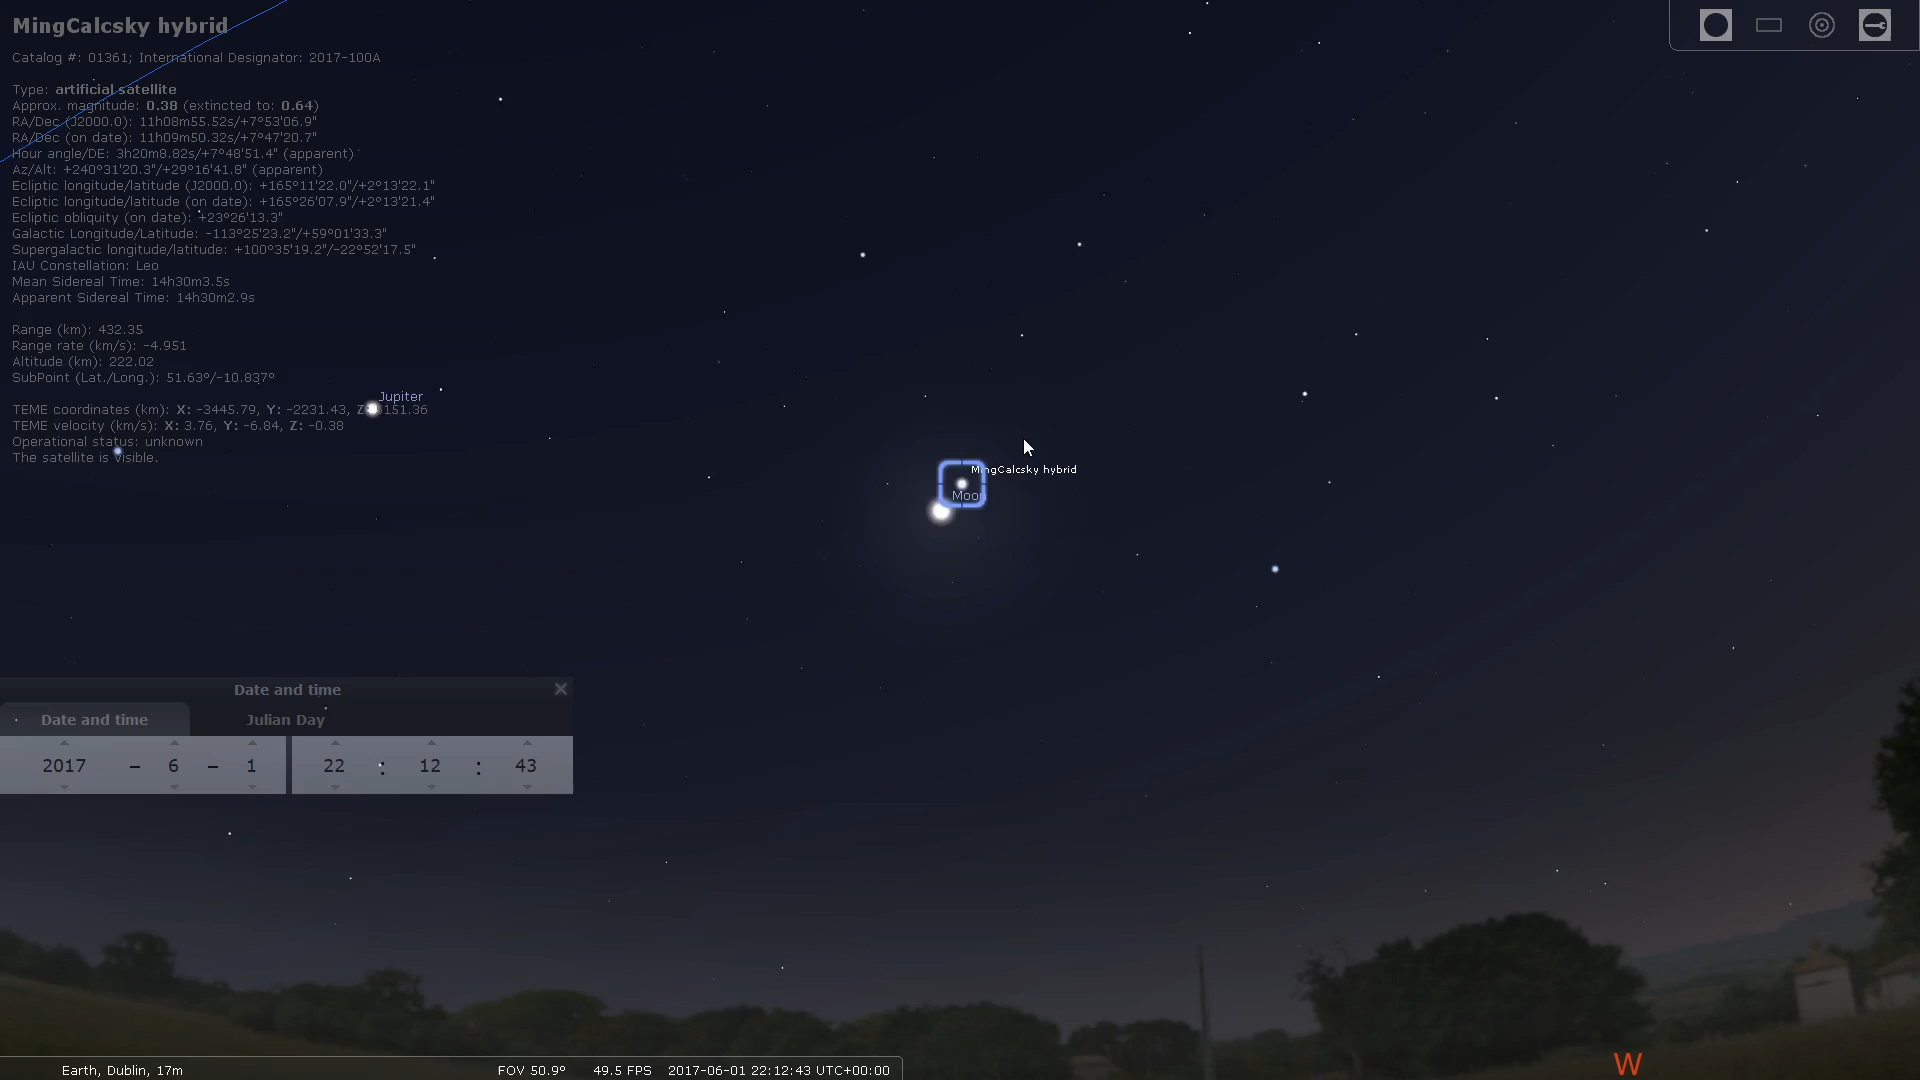 MingCalcsky hybrid
Catalog #: 01361; International Designator: 2017-100A
Type: artificial satellite
Approx. magnitude: 0.38 (extincted to: 0.64)
RA/Dec (J2000.0): 11h08m55.52s/+7°53'06.9"
RA/Dec (on date): 11h09m50.32s/+7°47'20.7"
Hour angle/DE: 3h20m8.82s/+7°48'51.4" (apparent)
Az/Alt: +240°31'20.3"/+29°16'41.8" (apparent)
Ecliptic longitude/latitude (J2000.0): +165°11'22.0"/+2°13'22.1"
Ecliptic longitude/latitude (on date): +165°26'07.9"/+2°13'21.4"
Ecliptic obliquity (on date): +23°26'13.3"
Galactic Longitude/Latitude: -113°25'23.2"/+59°01'33.3"
Supergalactic longitude/latitude: +100°35'19.2"/-22°52'17.5"
IAU Constellation: Leo
Mean Sidereal Time: 14h30m3.5s
Apparent Sidereal Time: 14h30m2.9s
Range (km): 432.35
Range rate (km/s): -4.951
Altitude (km): 222.02
SubPoint (Lat./Long.): 51.63°/-10.837°
Jupiter
TEME coordinates (km): X: -3445.79, Y: -2231.43,
TEME velocity (km/s): X: 3.76, Y: -6.84, Z: -0.38
Operational status: unknown
The satellite is visible.
MingCalcsky hybrid
Moon
Date and time
Date and time
Julian Day
2017 - 6 - 1 22 : 12 : 43
W
Earth, Dublin, 17m
FOV 50.9°
49.5 FPS
2017-06-01 22:12:43 UTC+00:00